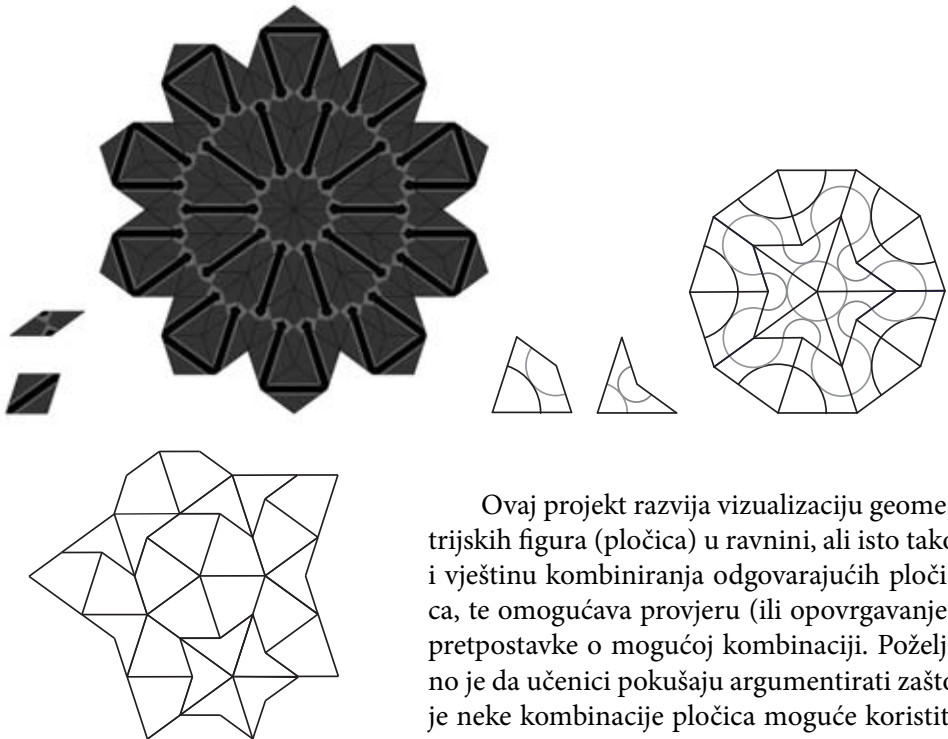 Ovaj projekt razvija vizualizaciju geome
trijskih figura (pločica) u ravnini, ali isto tako
i vještinu kombiniranja odgovarajućih ploči
ca, te omogućava provjeru (ili opovrgavanje
pretpostavke o mogućoj kombinaciji. Poželj
no je da učenici pokušaju argumentirati zašto
je neke kombinacije pločica moguće koristit